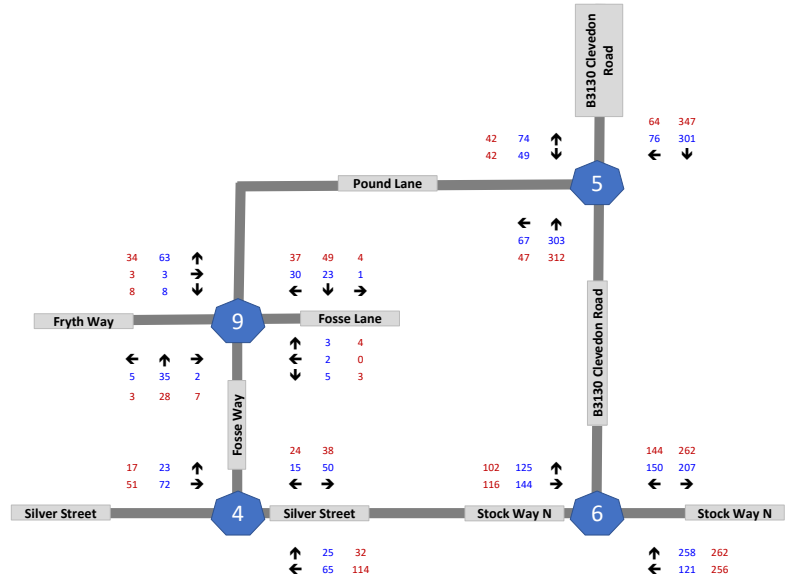 B3130 Clevedon
Road
64 347
42 74 ↑ 76 301
42 49 ↓ ← ↓
5
Pound Lane
← ↑
67 303
47 312
34 63 ↑ 37 49 4
3 3 → 30 23 1
8 8 ↓ ← ↓ →
9
Fryth Way
Fosse Lane
↑ 3 4
← ↑ → ← 2 0
5 35 2 ↓ 5 3
3 28 7
B3130 Clevedon Road
Fosse Way
24 38 144 262
17 23 ↑ 15 50 102 125 ↑ 150 207
51 72 → ← → 116 144 → ← →
Silver Street 4 Silver Street Stock Way N 6 Stock Way N
↑ 25 32 ↑ 258 262
← 65 114 ← 121 256